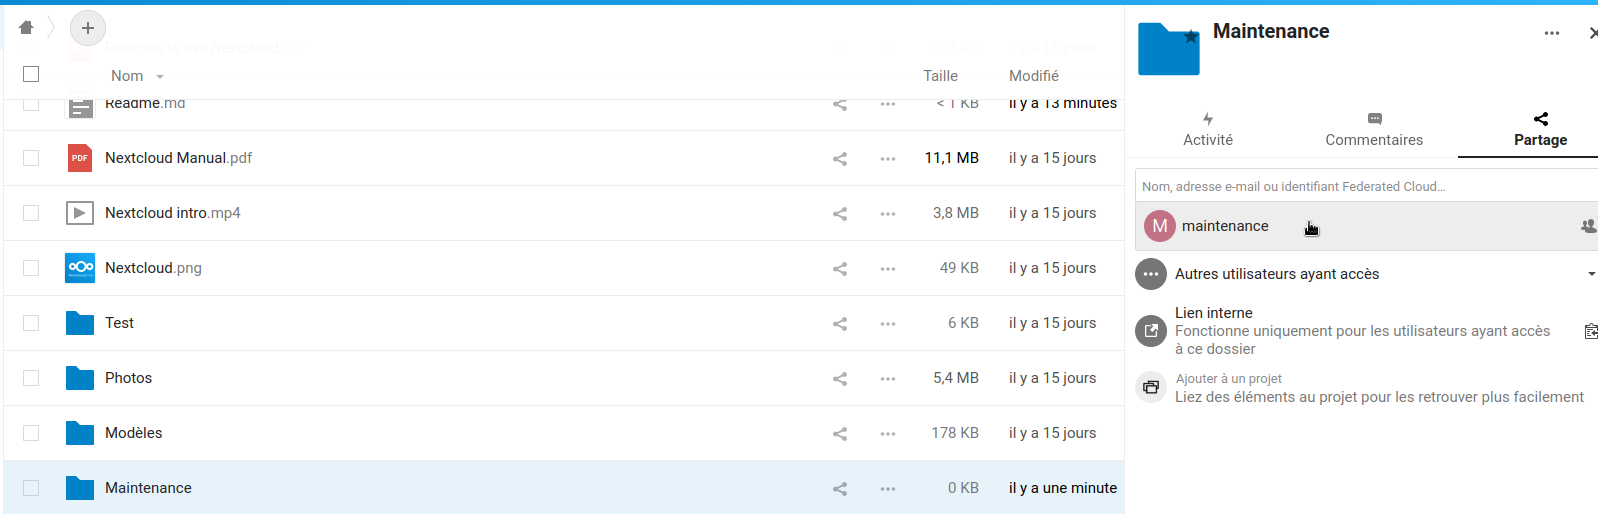 Reasons to use Nextcloud.pdf
il y a 15 jours
Nom
Taille
Modifié
Readme.md
< 1 KB
il y a 13 minutes
PDF
Nextcloud Manual.pdf
11,1 MB
il y a 15 jours
Nextcloud intro.mp4
3,8 MB
il y a 15 jours
Nextcloud.png
49 KB
il y a 15 jours
Test
6 KB
il y a 15 jours
Photos
5,4 MB
il y a 15 jours
Modèles
178 KB
il y a 15 jours
Maintenance
0 KB
il y a une minute
Maintenance
Activité
Commentaires
Partage
Nom, adresse e-mail ou identifiant Federated Cloud…
M
maintenance
Autres utilisateurs ayant accès
Lien interne
Fonctionne uniquement pour les utilisateurs ayant accès
à ce dossier
Ajouter à un projet
Liez des éléments au projet pour les retrouver plus facilement